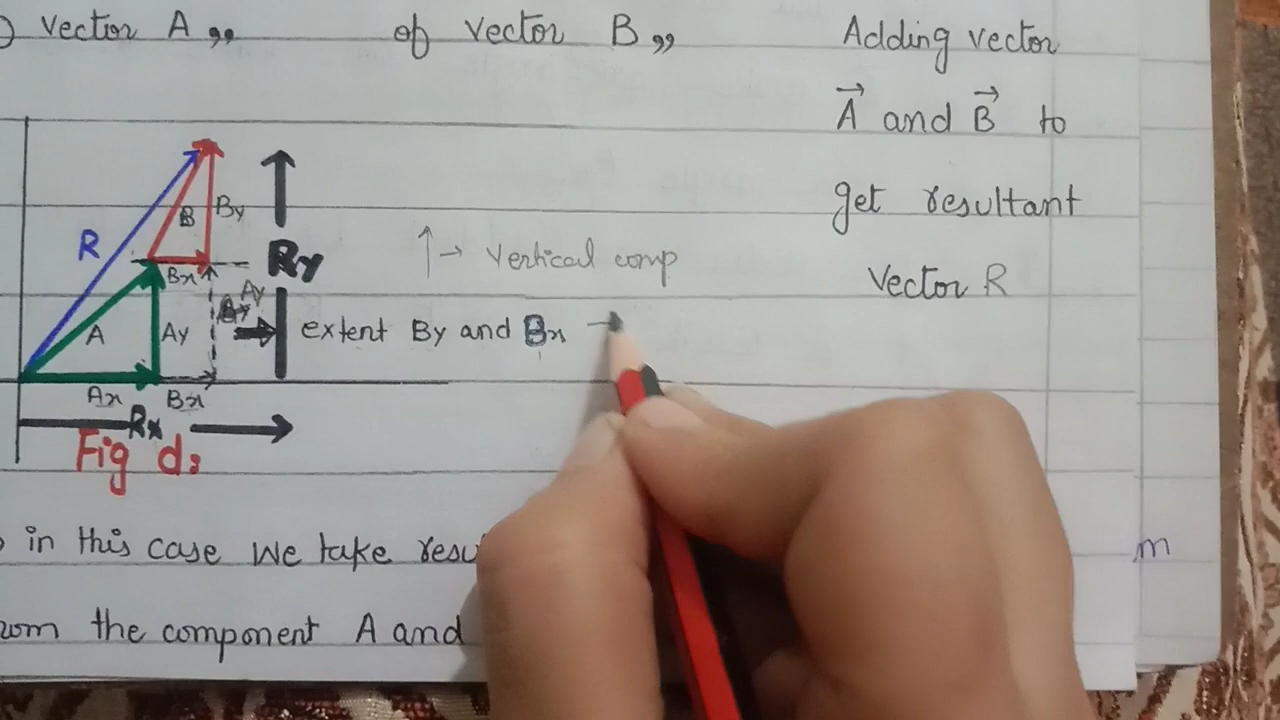 vector A ,,
of vector B ,,
Adding vector
A and B to
get resultant
Vector R
R
B
By
Bx
Ry
Ay
A
Ay
Ax
Bx
Rx
Fig d:
↑→ vertical comp
extent By and Bx →
in this case we take resu
the component A and
m